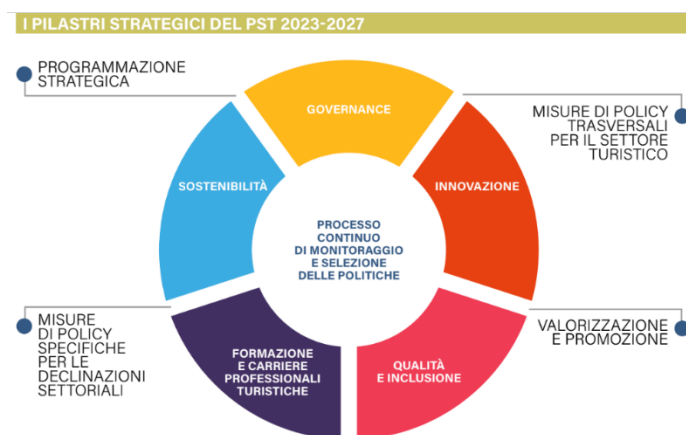 I PILASTRI STRATEGICI DEL PST 2023-2027
PROGRAMMAZIONE
STRATEGICA
GOVERNANCE
MISURE DI POLICY
TRASVERSALI
PER IL SETTORE
TURISTICO
SOSTENIBILITÀ
INNOVAZIONE
PROCESSO
CONTINUO
DI MONITORAGGIO
E SELEZIONE
DELLE POLITICHE
MISURE
DI POLICY
SPECIFICHE
PER LE
DECLINAZIONI
SETTORIALI
VALORIZZAZIONE
E PROMOZIONE
FORMAZIONE
E CARRIERE
PROFESSIONALI
TURISTICHE
QUALITÀ
E INCLUSIONE